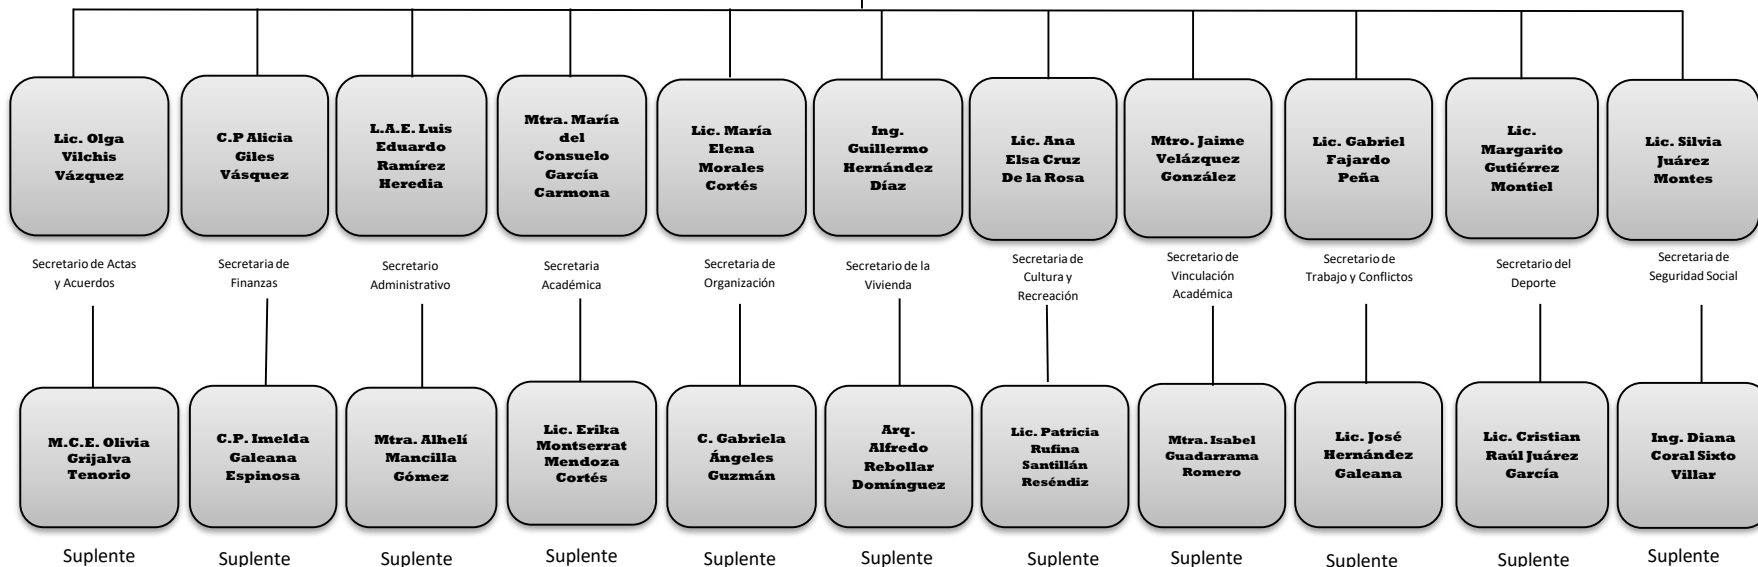 Lic. Olga
Vilchis
Vázquez
C.P Alicia
Giles
Vásquez
L.A.E. Luis
Eduardo
Ramírez
Heredia
Mtra. María
del
Consuelo
García
Carmona
Lic. María
Elena
Morales
Cortés
Ing.
Guillermo
Hernández
Díaz
Lic. Ana
Elsa Cruz
De la Rosa
Mtro. Jaime
Velázquez
González
Lic. Gabriel
Fajardo
Peña
Lic.
Margarito
Gutiérrez
Montiel
Lic. Silvia
Juárez
Montes
Secretario de Actas
y Acuerdos
Secretaria de
Finanzas
Secretario
Administrativo
Secretaria
Académica
Secretaria de
Organización
Secretario de la
Vivienda
Secretaria de
Cultura y
Recreación
Secretario de
Vinculación
Académica
Secretario de
Trabajo y Conflictos
Secretario del
Deporte
Secretaria de
Seguridad Social
M.C.E. Olivia
Grijalva
Tenorio
C.P. Imelda
Galeana
Espinosa
Mtra. Alhelí
Mancilla
Gómez
Lic. Erika
Montserrat
Mendoza
Cortés
C. Gabriela
Ángeles
Guzmán
Arq.
Alfredo
Rebollar
Domínguez
Lic. Patricia
Rufina
Santillán
Reséndiz
Mtra. Isabel
Guadarrama
Romero
Lic. José
Hernández
Galeana
Lic. Cristian
Raúl Juárez
García
Ing. Diana
Coral Sixto
Villar
Suplente
Suplente
Suplente
Suplente
Suplente
Suplente
Suplente
Suplente
Suplente
Suplente
Suplente